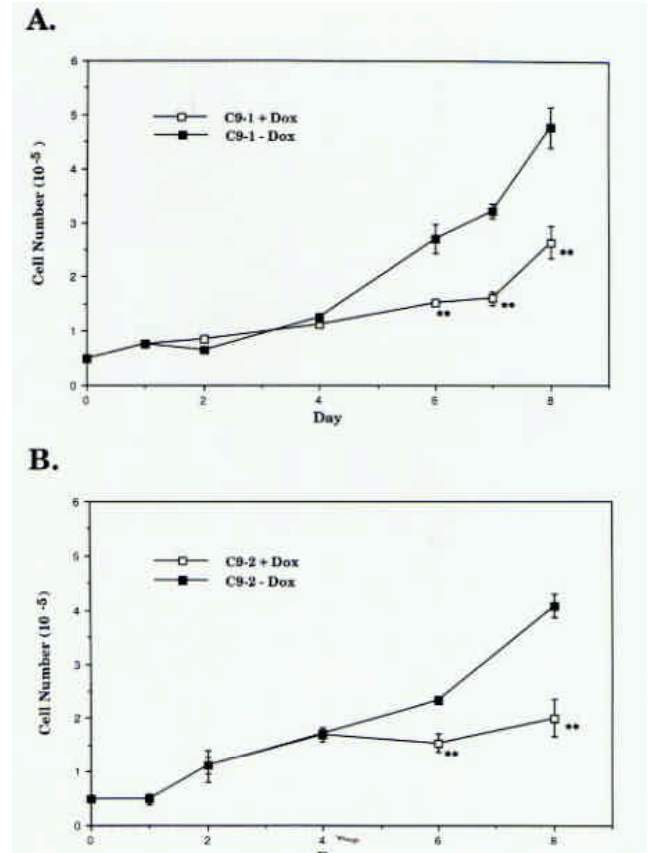 A.
6
5
4
3
2
1
0
Cell Number (10-5)
C9-1 + Dox
C9-1 - Dox
**
**
**
0 2 4 6 8
Day
B.
6
5
4
3
2
1
0
Cell Number (10 -5)
C9-2 + Dox
C9-2 - Dox
**
**
0 2 4 6 8